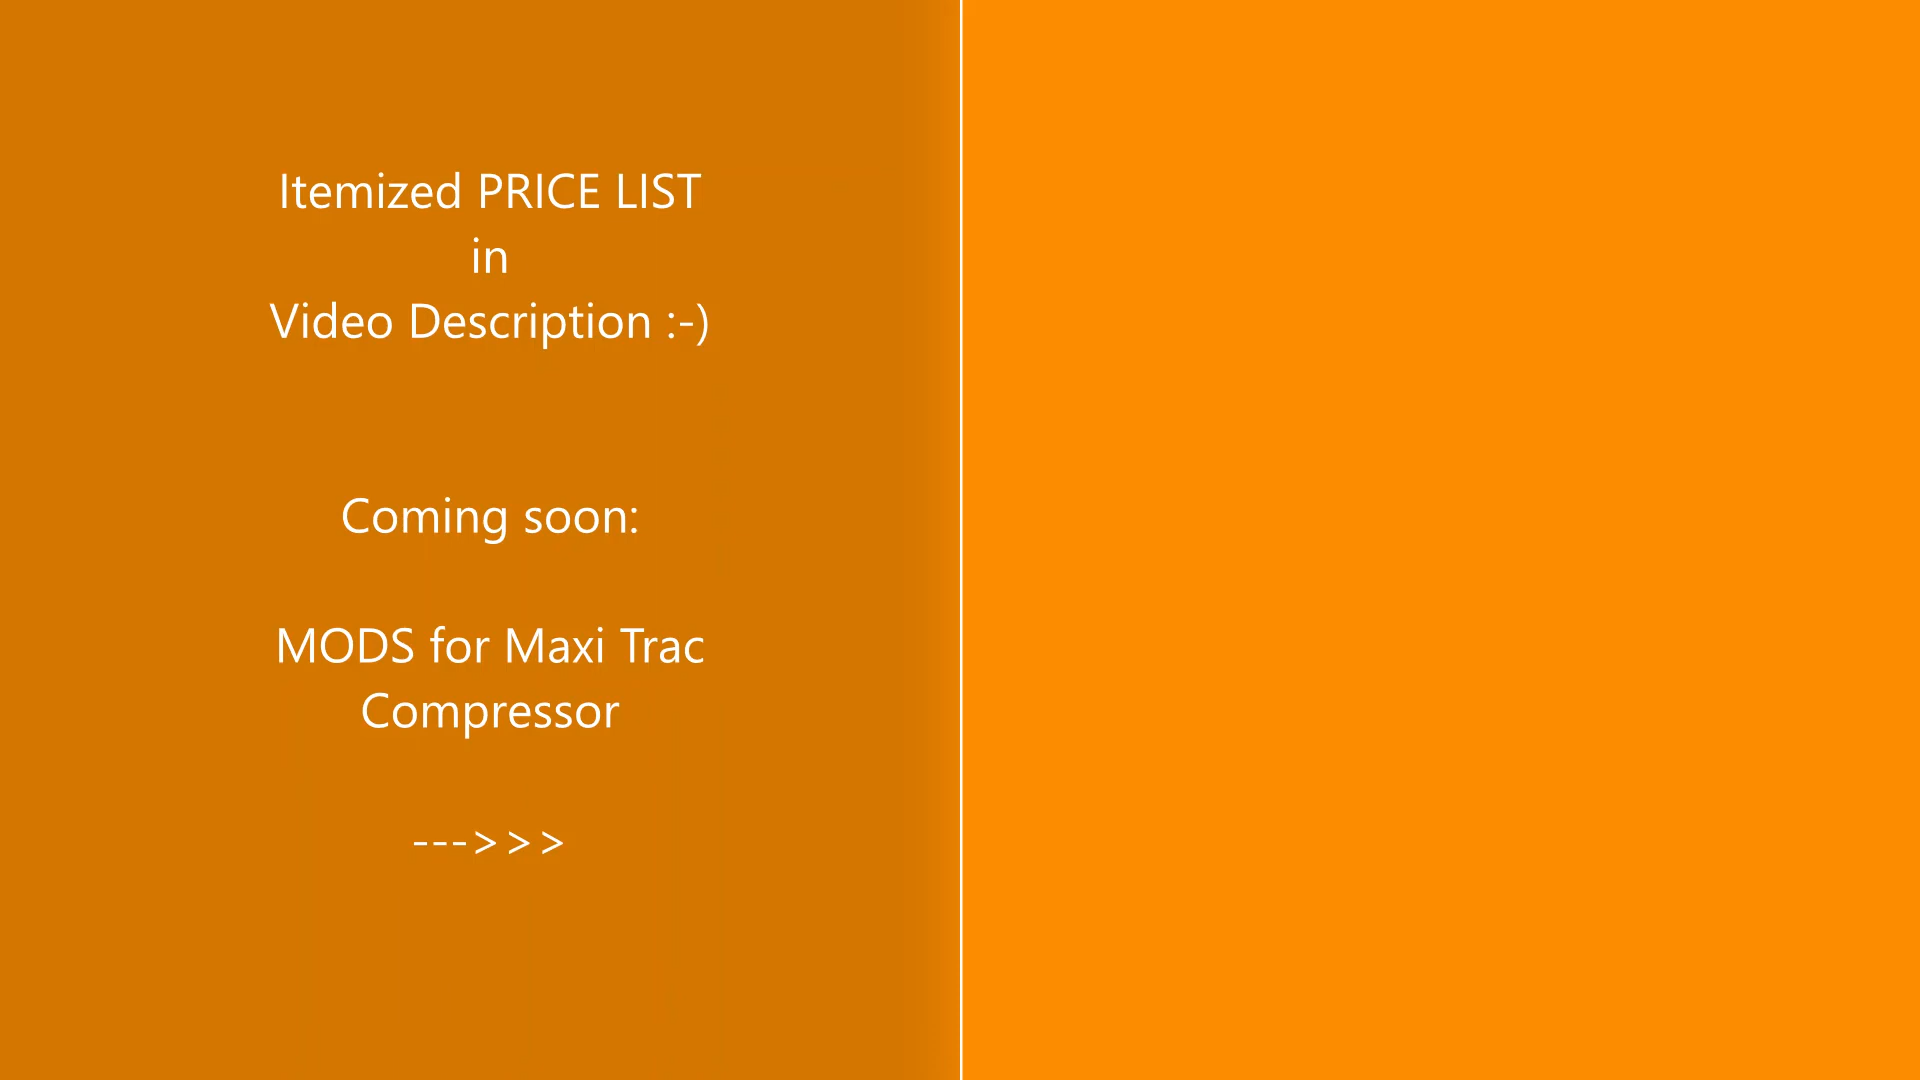 Itemized PRICE LIST
in
Video Description :-)
Coming soon:
MODS for Maxi Trac
Compressor
--->>>